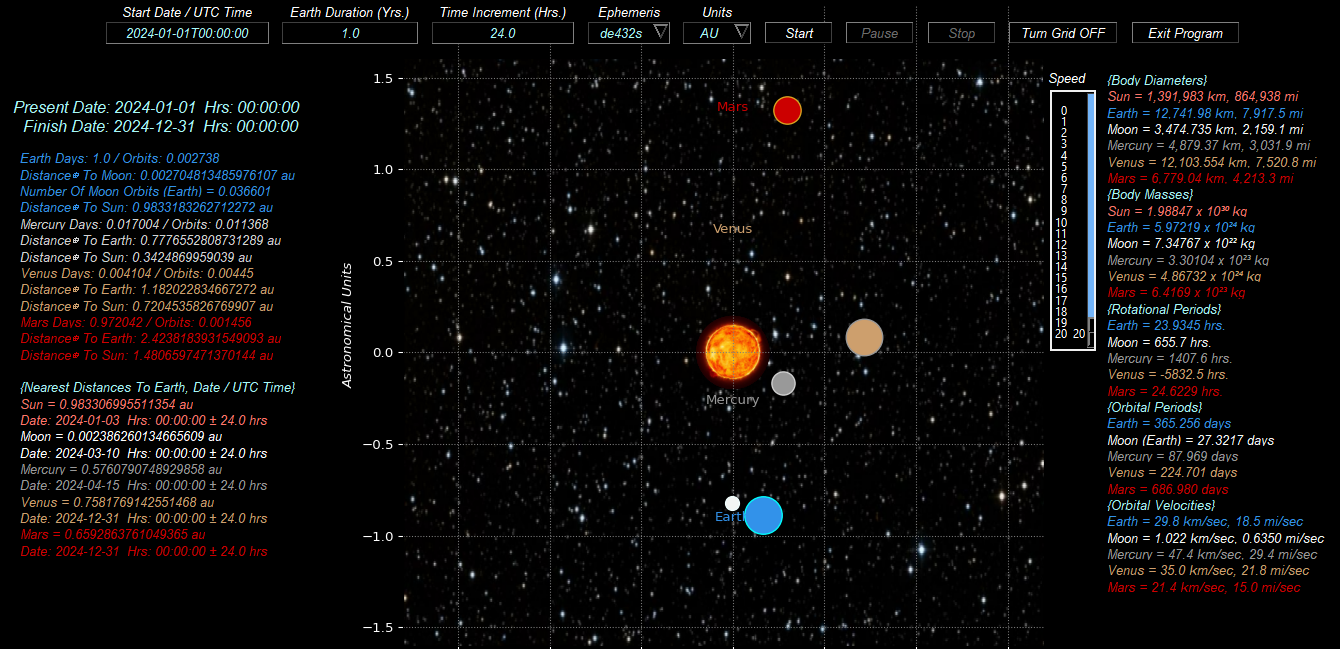 Start Date / UTC Time
Earth Duration (Yrs.)
Time Increment (Hrs.)
Ephemeris
Units
2024-01-01T00:00:00
1.0
24.0
de432s
AU
Start
Pause
Stop
Turn Grid OFF
Exit Program
Present Date: 2024-01-01 Hrs: 00:00:00
Finish Date: 2024-12-31 Hrs: 00:00:00
Earth Days: 1.0 / Orbits: 0.002738
Distance⌖ To Moon: 0.002704813485976107 au
Number Of Moon Orbits (Earth) = 0.036601
Distance⌖ To Sun: 0.9833183262712272 au
Mercury Days: 0.017004 / Orbits: 0.011368
Distance⌖ To Earth: 0.7776552808731289 au
Distance⌖ To Sun: 0.3424869959039 au
Venus Days: 0.004104 / Orbits: 0.00445
Distance⌖ To Earth: 1.182022834667272 au
Distance⌖ To Sun: 0.7204535826769907 au
Mars Days: 0.972042 / Orbits: 0.001456
Distance⌖ To Earth: 2.4238183931549093 au
Distance⌖ To Sun: 1.4806597471370144 au
{Nearest Distances To Earth, Date / UTC Time}
Sun = 0.983306995511354 au
Date: 2024-01-03 Hrs: 00:00:00 ± 24.0 hrs
Moon = 0.002386260134665609 au
Date: 2024-03-10 Hrs: 00:00:00 ± 24.0 hrs
Mercury = 0.5760790748929858 au
Date: 2024-04-15 Hrs: 00:00:00 ± 24.0 hrs
Venus = 0.7581769142551468 au
Date: 2024-12-31 Hrs: 00:00:00 ± 24.0 hrs
Mars = 0.6592863761049365 au
Date: 2024-12-31 Hrs: 00:00:00 ± 24.0 hrs
Astronomical Units
1.5
1.0
0.5
0.0
−0.5
−1.0
−1.5
Mars
Venus
Mercury
Earth
Speed
0
1
2
3
4
5
6
7
8
9
10
11
12
13
14
15
16
17
18
19
20 20
{Body Diameters}
Sun = 1,391,983 km, 864,938 mi
Earth = 12,741.98 km, 7,917.5 mi
Moon = 3,474.735 km, 2,159.1 mi
Mercury = 4,879.37 km, 3,031.9 mi
Venus = 12,103.554 km, 7,520.8 mi
Mars = 6,779.04 km, 4,213.3 mi
{Body Masses}
Sun = 1.98847 x 10³⁰ kg
Earth = 5.97219 x 10²⁴ kg
Moon = 7.34767 x 10²² kg
Mercury = 3.30104 x 10²³ kg
Venus = 4.86732 x 10²⁴ kg
Mars = 6.4169 x 10²³ kg
{Rotational Periods}
Earth = 23.9345 hrs.
Moon = 655.7 hrs.
Mercury = 1407.6 hrs.
Venus = -5832.5 hrs.
Mars = 24.6229 hrs.
{Orbital Periods}
Earth = 365.256 days
Moon (Earth) = 27.3217 days
Mercury = 87.969 days
Venus = 224.701 days
Mars = 686.980 days
{Orbital Velocities}
Earth = 29.8 km/sec, 18.5 mi/sec
Moon = 1.022 km/sec, 0.6350 mi/sec
Mercury = 47.4 km/sec, 29.4 mi/sec
Venus = 35.0 km/sec, 21.8 mi/sec
Mars = 21.4 km/sec, 15.0 mi/sec